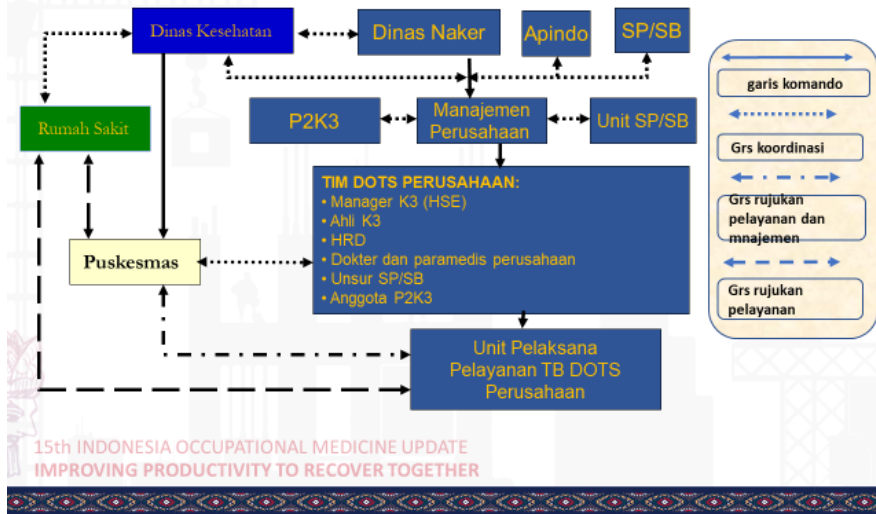 Dinas Kesehatan
Dinas Naker
Apindo
SP/SB
Rumah Sakit
P2K3
Manajemen
Perusahaan
Unit SP/SB
TIM DOTS PERUSAHAAN:
• Manager K3 (HSE)
• Ahli K3
• HRD
• Dokter dan paramedis perusahaan
• Unsur SP/SB
• Anggota P2K3
Puskesmas
Unit Pelaksana
Pelayanan TB DOTS
Perusahaan
garis komando
Grs koordinasi
Grs rujukan
pelayanan dan
mnajemen
Grs rujukan
pelayanan
15th INDONESIA OCCUPATIONAL MEDICINE UPDATE
IMPROVING PRODUCTIVITY TO RECOVER TOGETHER